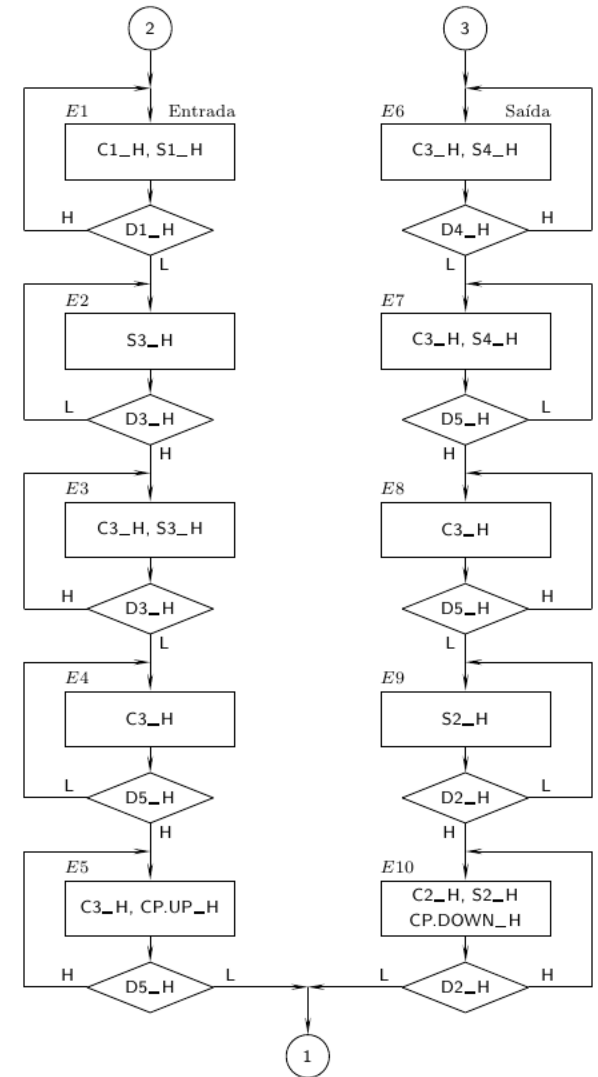 2
E1 Entrada
C1_H, S1_H
H
D1_H
L
E2
S3_H
L
D3_H
H
E3
C3_H, S3_H
H
D3_H
L
E4
C3_H
L
D5_H
H
E5
C3_H, CP.UP_H
H
D5_H
L
3
E6 Saída
C3_H, S4_H
D4_H
H
L
E7
C3_H, S4_H
D5_H
L
H
E8
C3_H
D5_H
H
L
E9
S2_H
D2_H
L
H
E10
C2_H, S2_H
CP.DOWN_H
L
D2_H
H
1